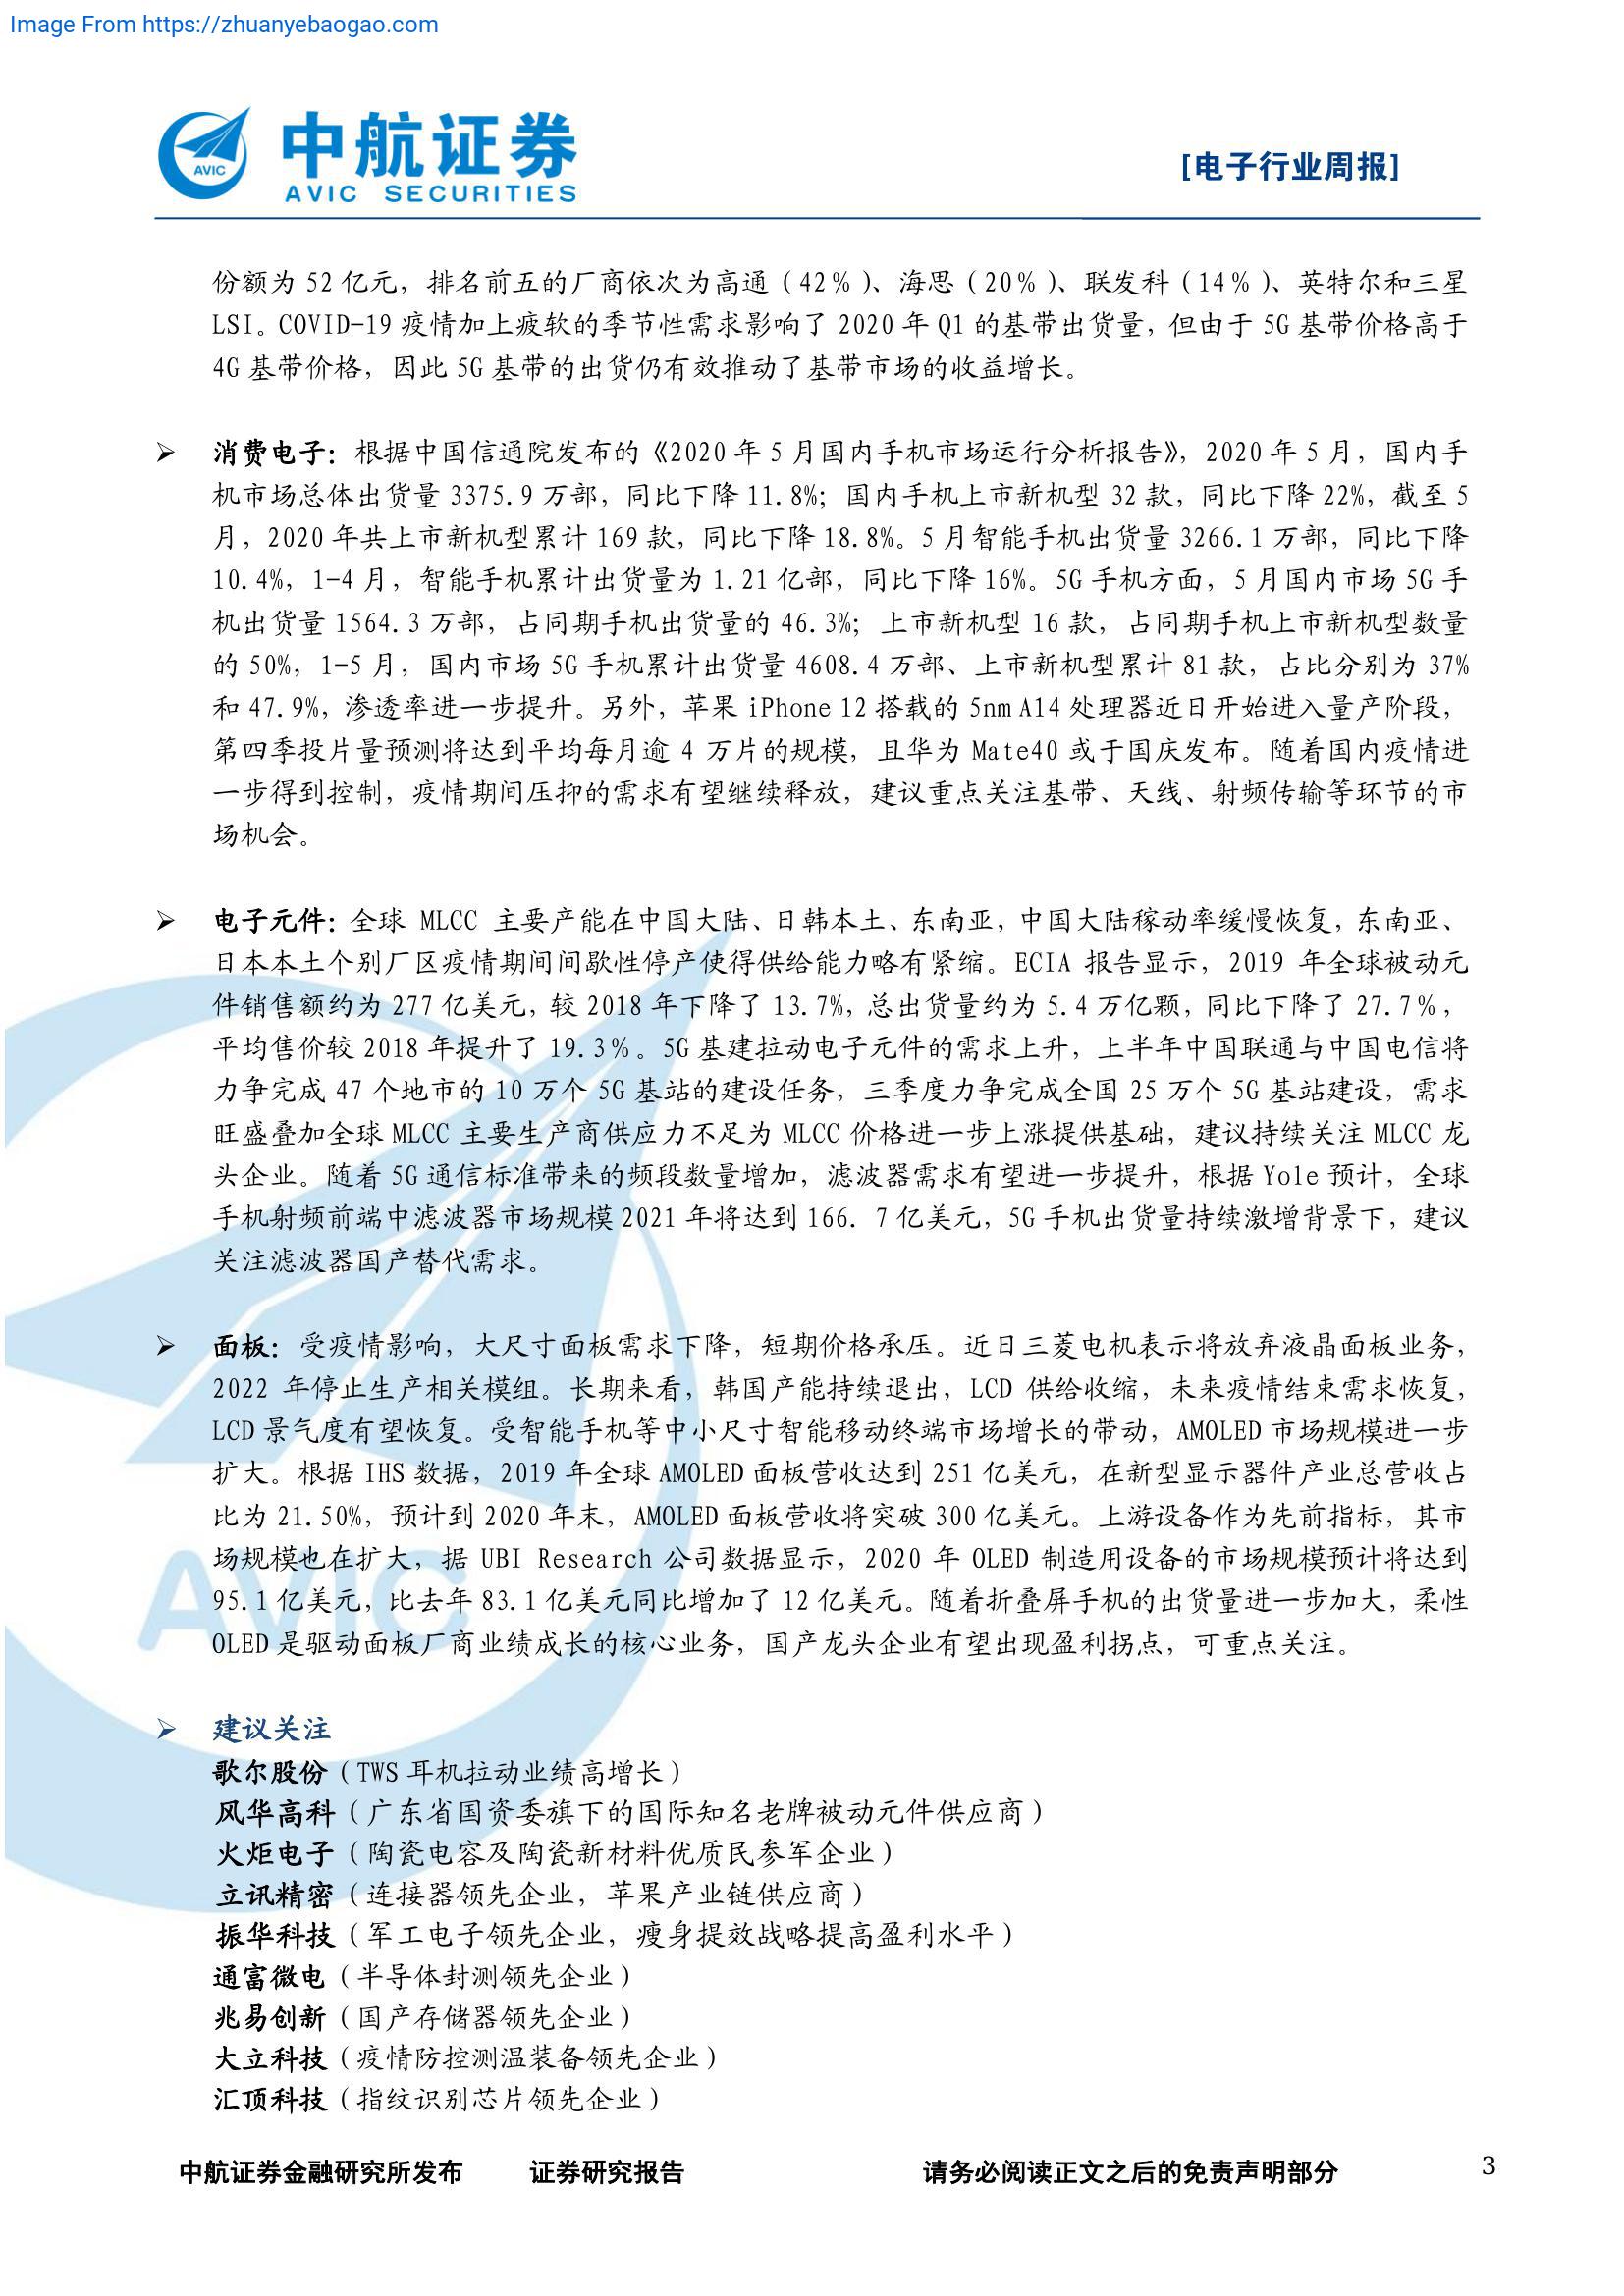 Image From https://zhuanyebaogao.com
AVIC
中航证券
AVIC SECURITIES
[电子行业周报]
份额为 52 亿元，排名前五的厂商依次为高通（42％）、海思（20％）、联发科（14％）、英特尔和三星
LSI。COVID-19 疫情加上疲软的季节性需求影响了 2020 年 Q1 的基带出货量，但由于 5G 基带价格高于
4G 基带价格，因此 5G 基带的出货仍有效推动了基带市场的收益增长。
➢ 消费电子：根据中国信通院发布的《2020 年 5 月国内手机市场运行分析报告》，2020 年 5 月，国内手
机市场总体出货量 3375.9 万部，同比下降 11.8%；国内手机上市新机型 32 款，同比下降 22%，截至 5
月，2020 年共上市新机型累计 169 款，同比下降 18.8%。5 月智能手机出货量 3266.1 万部，同比下降
10.4%，1-4 月，智能手机累计出货量为 1.21 亿部，同比下降 16%。5G 手机方面，5 月国内市场 5G 手
机出货量 1564.3 万部，占同期手机出货量的 46.3%；上市新机型 16 款，占同期手机上市新机型数量
的 50%，1-5 月，国内市场 5G 手机累计出货量 4608.4 万部、上市新机型累计 81 款，占比分别为 37%
和 47.9%，渗透率进一步提升。另外，苹果 iPhone 12 搭载的 5nm A14 处理器近日开始进入量产阶段，
第四季投片量预测将达到平均每月逾 4 万片的规模，且华为 Mate40 或于国庆发布。随着国内疫情进
一步得到控制，疫情期间压抑的需求有望继续释放，建议重点关注基带、天线、射频传输等环节的市
场机会。
➢ 电子元件：全球 MLCC 主要产能在中国大陆、日韩本土、东南亚，中国大陆稼动率缓慢恢复，东南亚、
日本本土个别厂区疫情期间间歇性停产使得供给能力略有紧缩。ECIA 报告显示，2019 年全球被动元
件销售额约为 277 亿美元，较 2018 年下降了 13.7%，总出货量约为 5.4 万亿颗，同比下降了 27.7％，
平均售价较 2018 年提升了 19.3％。5G 基建拉动电子元件的需求上升，上半年中国联通与中国电信将
力争完成 47 个地市的 10 万个 5G 基站的建设任务，三季度力争完成全国 25 万个 5G 基站建设，需求
旺盛叠加全球 MLCC 主要生产商供应力不足为 MLCC 价格进一步上涨提供基础，建议持续关注 MLCC 龙
头企业。随着 5G 通信标准带来的频段数量增加，滤波器需求有望进一步提升，根据 Yole 预计，全球
手机射频前端中滤波器市场规模 2021 年将达到 166. 7 亿美元，5G 手机出货量持续激增背景下，建议
关注滤波器国产替代需求。
➢ 面板：受疫情影响，大尺寸面板需求下降，短期价格承压。近日三菱电机表示将放弃液晶面板业务，
2022 年停止生产相关模组。长期来看，韩国产能持续退出，LCD 供给收缩，未来疫情结束需求恢复，
LCD 景气度有望恢复。受智能手机等中小尺寸智能移动终端市场增长的带动，AMOLED 市场规模进一步
扩大。根据 IHS 数据，2019 年全球 AMOLED 面板营收达到 251 亿美元，在新型显示器件产业总营收占
比为 21.50%，预计到 2020 年末，AMOLED 面板营收将突破 300 亿美元。上游设备作为先前指标，其市
场规模也在扩大，据 UBI Research 公司数据显示，2020 年 OLED 制造用设备的市场规模预计将达到
95.1 亿美元，比去年 83.1 亿美元同比增加了 12 亿美元。随着折叠屏手机的出货量进一步加大，柔性
OLED 是驱动面板厂商业绩成长的核心业务，国产龙头企业有望出现盈利拐点，可重点关注。
➢ 建议关注
歌尔股份（TWS 耳机拉动业绩高增长）
风华高科（广东省国资委旗下的国际知名老牌被动元件供应商）
火炬电子（陶瓷电容及陶瓷新材料优质民参军企业）
立讯精密（连接器领先企业，苹果产业链供应商）
振华科技（军工电子领先企业，瘦身提效战略提高盈利水平）
通富微电（半导体封测领先企业）
兆易创新（国产存储器领先企业）
大立科技（疫情防控测温装备领先企业）
汇顶科技（指纹识别芯片领先企业）
中航证券金融研究所发布 证券研究报告 请务必阅读正文之后的免责声明部分 3